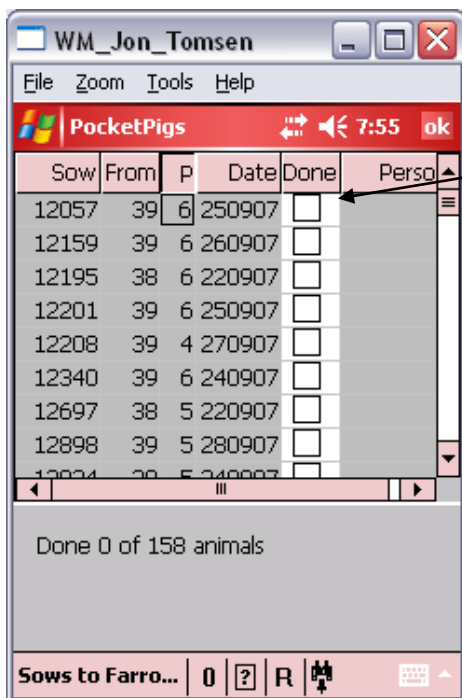 WM_Jon_Tomsen
File Zoom Tools Help
PocketPigs 7:55 ok
Sow From P Date Done Perso
12057 39 6 250907
12159 39 6 260907
12195 38 6 220907
12201 39 6 250907
12208 39 4 270907
12340 39 6 240907
12697 38 5 220907
12898 39 5 280907
Done 0 of 158 animals
Sows to Farro... 0 ? R